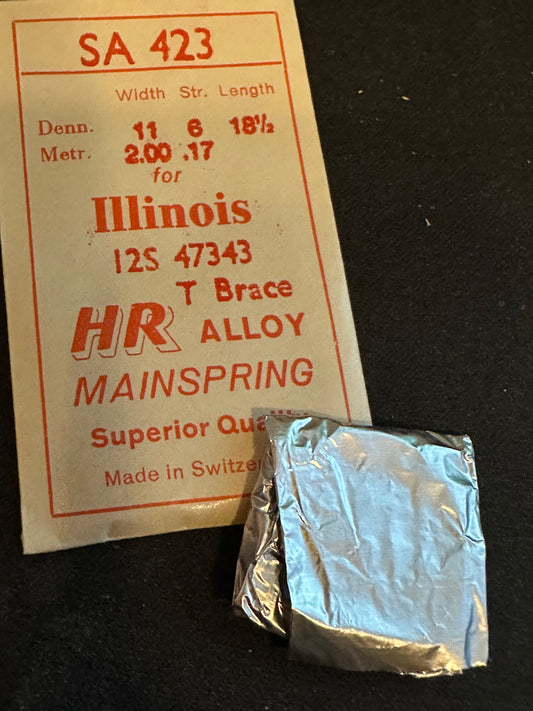 SA 423
Width Str. Length
Denn. 11 6 18½
Metr. 2.00 .17
for
Illinois
12S 47343
T Brace
HR ALLOY
MAINSPRING
Superior
Made in